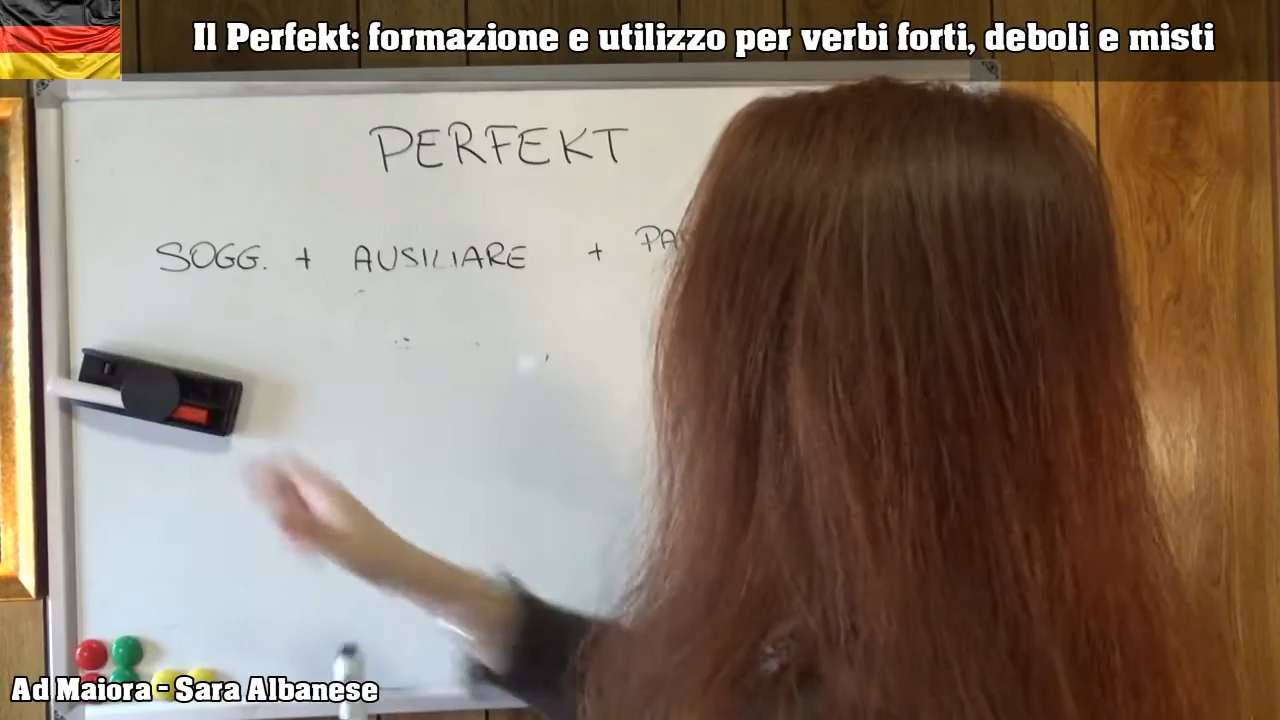 Il Perfekt: formazione e utilizzo per verbi forti, deboli e misti
PERFEKT
SOGG. + AUSILIARE +
Ad Maiora - Sara Albanese